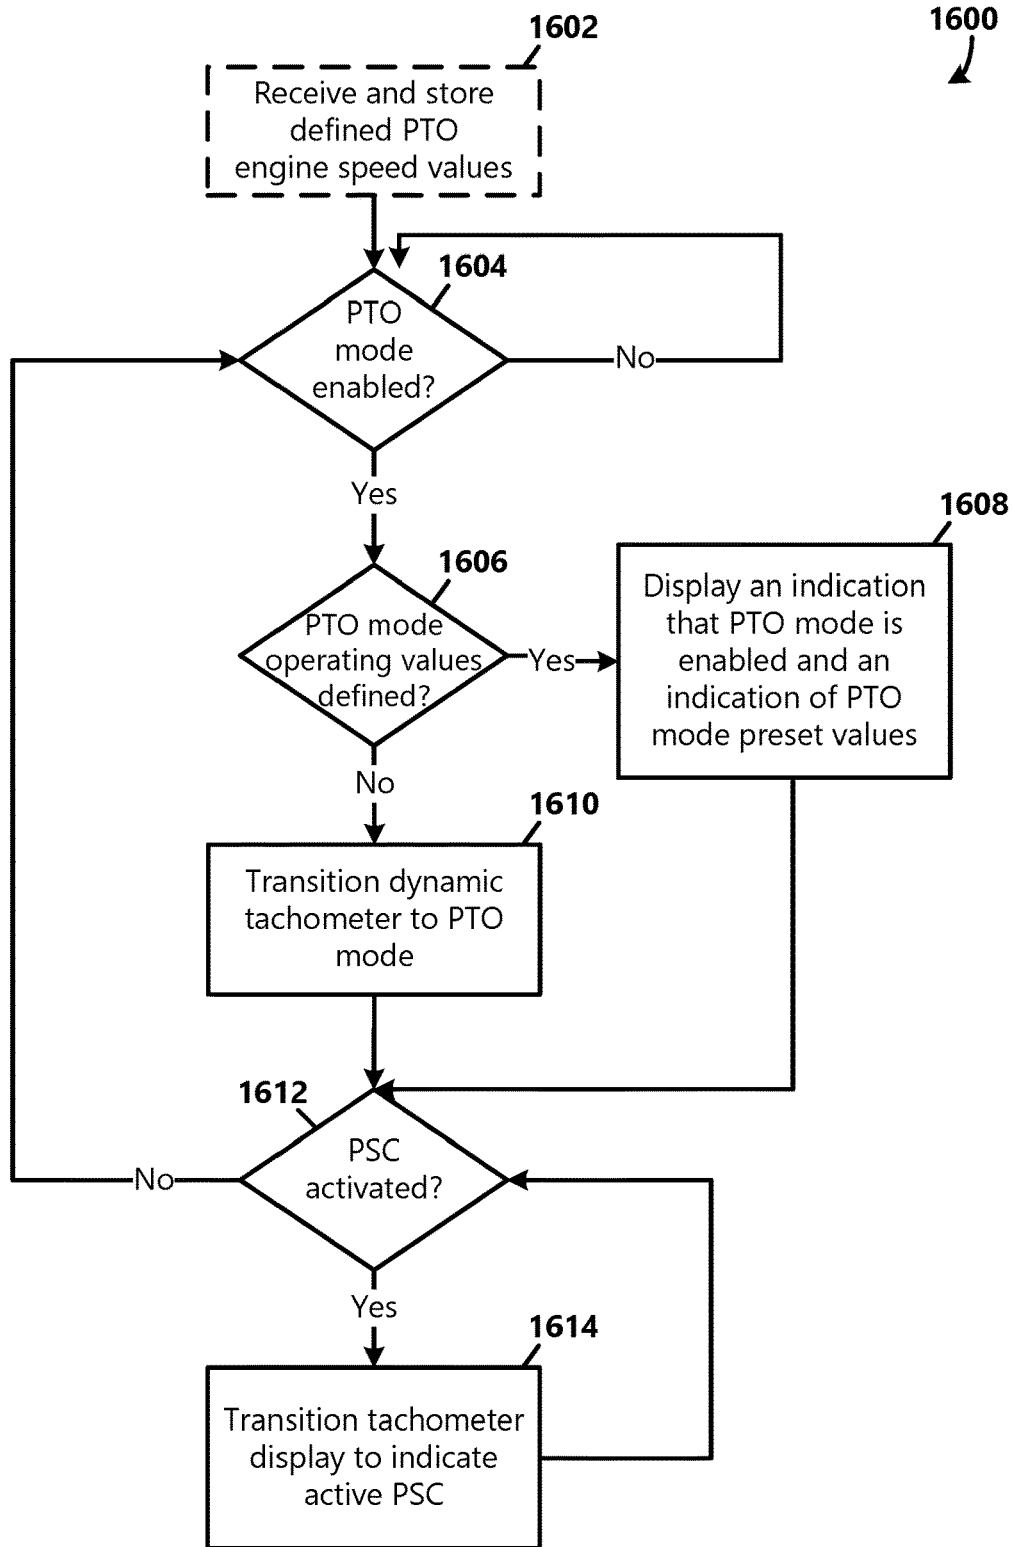 1600
1602
Receive and store
defined PTO
engine speed values
1604
PTO
mode
enabled?
No
Yes
1606
PTO mode
operating values
defined?
Yes
1608
Display an indication
that PTO mode is
enabled and an
indication of PTO
mode preset values
No
1610
Transition dynamic
tachometer to PTO
mode
1612
PSC
activated?
No
Yes
1614
Transition tachometer
display to indicate
active PSC